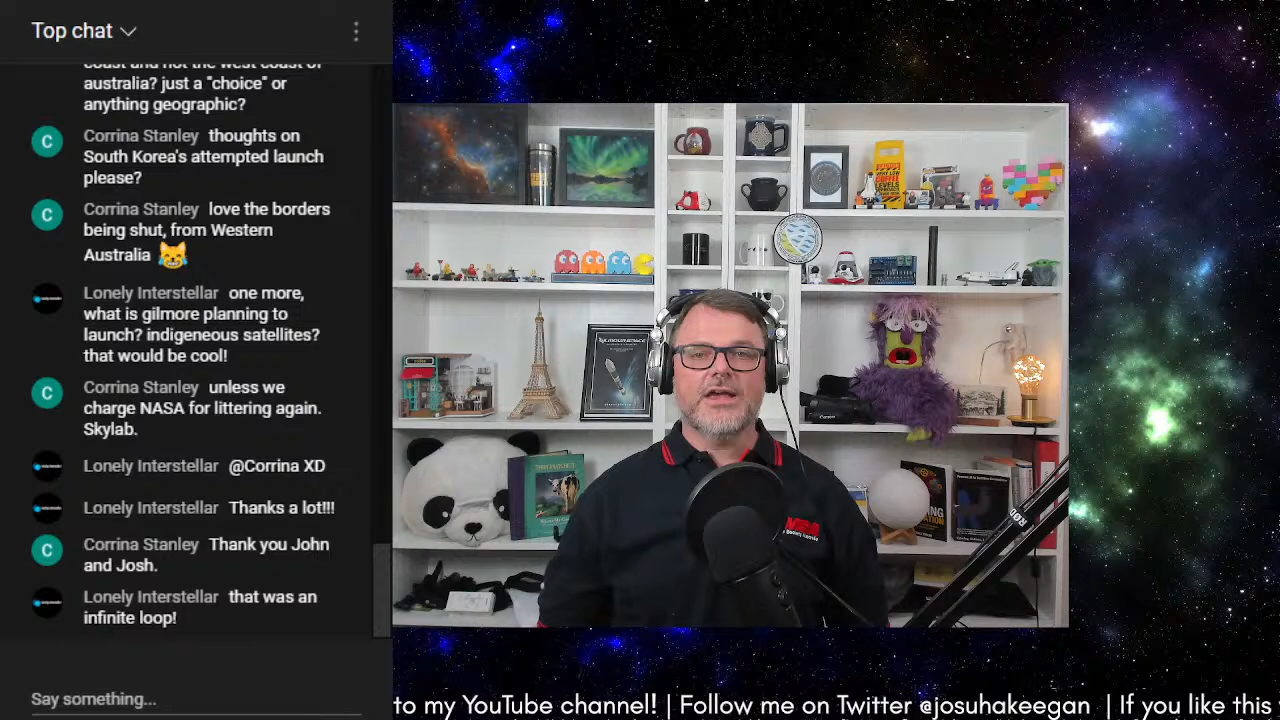 Top chat
coast and not the west coast of
australia? just a "choice" or
anything geographic?
Corrina Stanley thoughts on
South Korea's attempted launch
please?
Corrina Stanley love the borders
being shut, from Western
Australia
Lonely Interstellar one more,
what is gilmore planning to
launch? indigeneous satellites?
that would be cool!
Corrina Stanley unless we
charge NASA for littering again.
Skylab.
Lonely Interstellar @Corrina XD
Lonely Interstellar Thanks a lot!!!
Corrina Stanley Thank you John
and Josh.
Lonely Interstellar that was an
infinite loop!
Say something...
C
C
C
C
COFFEE
Canon
RØDE
to my YouTube channel! | Follow me on Twitter @josuhakeegan | If you like this